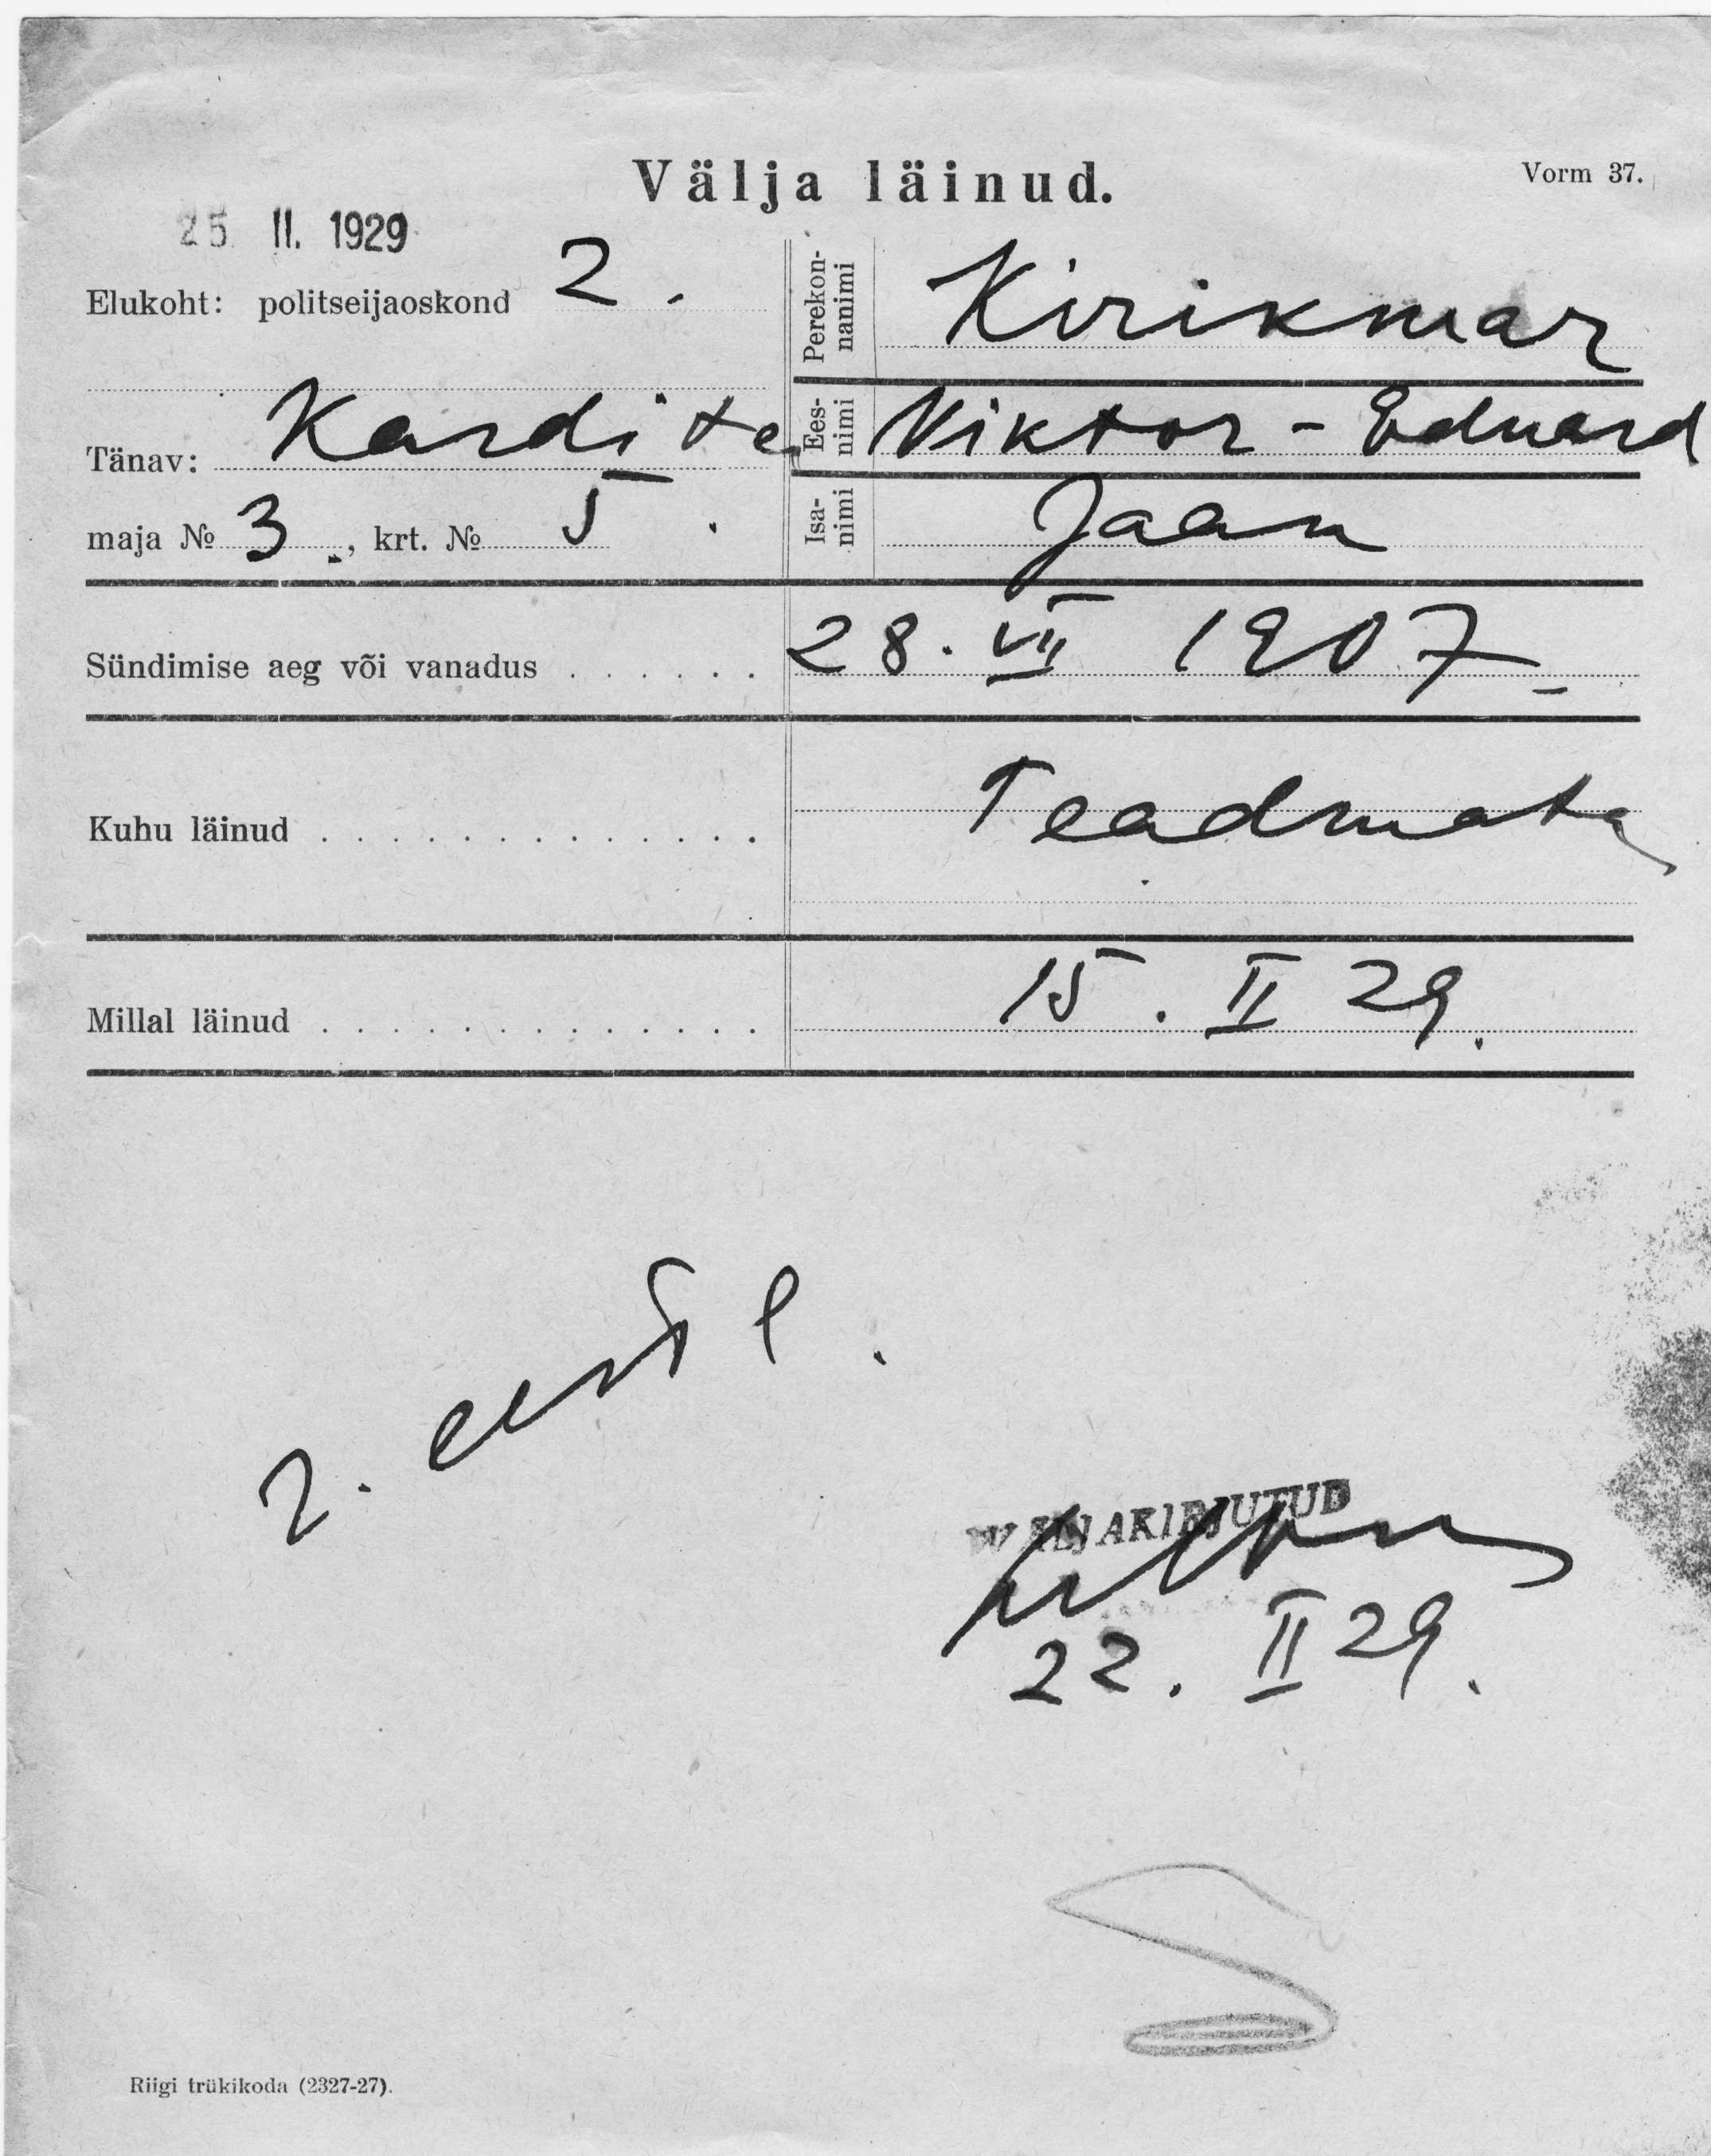 Välja läinud.
Vorm 37.
25 II. 1929
Elukoht: politseijaoskond 2.
Perekon-
nanimi
Kirikmar
Tänav: Kardite
Ees-
nimi
Viktor - Eduard
maja № 3., krt. № 5.
Isa-
nimi
Jaan
Sündimise aeg või vanadus . . . . . . 28. VII 1907
Kuhu läinud . . . . . . . . . . . . . Teadmata
Millal läinud . . . . . . . . . . . . . 15. II 29.
2.
WÄLJAKIRJUTUD
22. II 29.
Riigi trükikoda (2327-27).